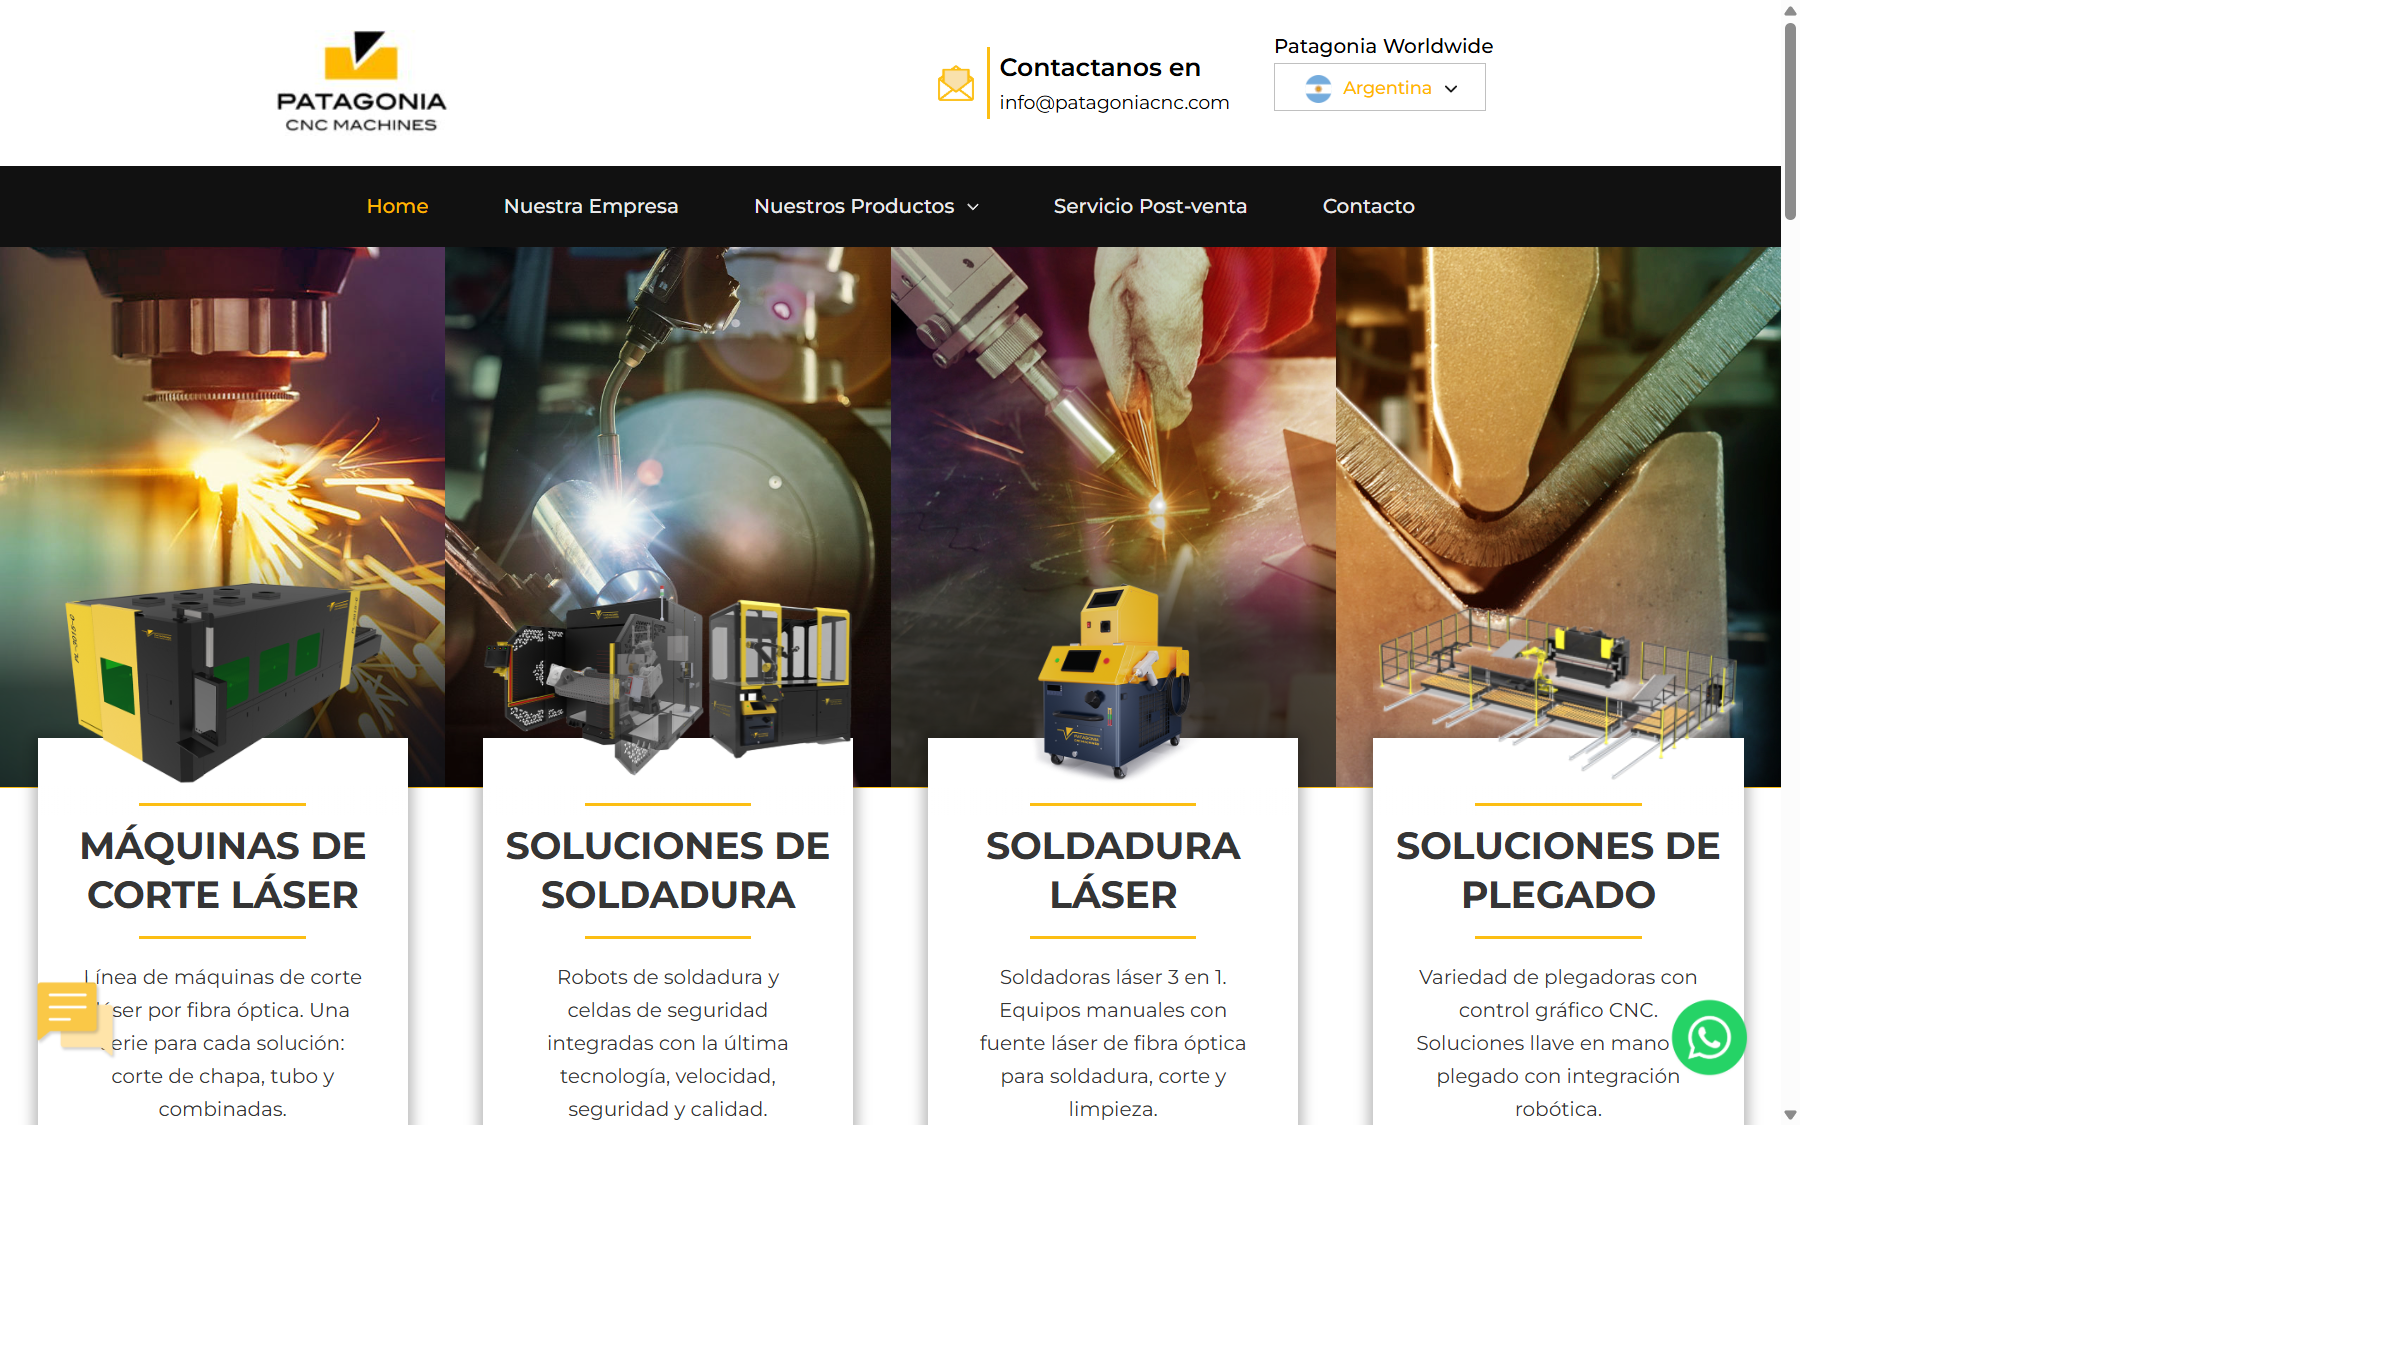 PATAGONIA
CNC MACHINES
Contactanos en
info@patagoniacnc.com
Patagonia Worldwide
Argentina
Home
Nuestra Empresa
Nuestros Productos
Servicio Post-venta
Contacto
MÁQUINAS DE
CORTE LÁSER
Línea de máquinas de corte
ser por fibra óptica. Una
erie para cada solución:
corte de chapa, tubo y
combinadas.
SOLUCIONES DE
SOLDADURA
Robots de soldadura y
celdas de seguridad
integradas con la última
tecnología, velocidad,
seguridad y calidad.
SOLDADURA
LÁSER
Soldadoras láser 3 en 1.
Equipos manuales con
fuente láser de fibra óptica
para soldadura, corte y
limpieza.
SOLUCIONES DE
PLEGADO
Variedad de plegadoras con
control gráfico CNC.
Soluciones llave en mano
plegado con integración
robótica.